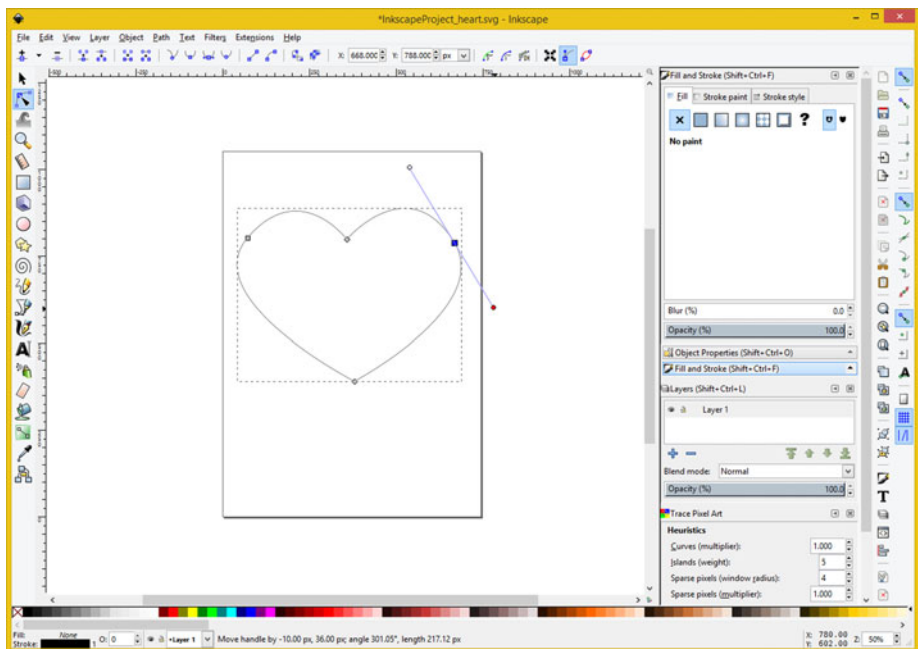 *InkscapeProject_heart.svg - Inkscape
File Edit View Layer Object Path Text Filters Extensions Help
X: 668.000 Y: 788.000 px
Fill and Stroke (Shift+Ctrl+F)
Fill Stroke paint Stroke style
No paint
Blur (%) 0.0
Opacity (%) 100.0
Object Properties (Shift+Ctrl+O)
Fill and Stroke (Shift+Ctrl+F)
Layers (Shift+Ctrl+L)
Layer 1
Blend mode: Normal
Opacity (%) 100.0
Trace Pixel Art
Heuristics
Curves (multiplier): 1.000
Islands (weight): 5
Sparse pixels (window radius): 4
Sparse pixels (multiplier): 1.000
Fill: None
Stroke: 1 O: 0 •Layer 1 Move handle by -10.00 px, 36.00 px; angle 301.05°, length 217.12 px
X: 780.00
Y: 602.00 Z: 50%